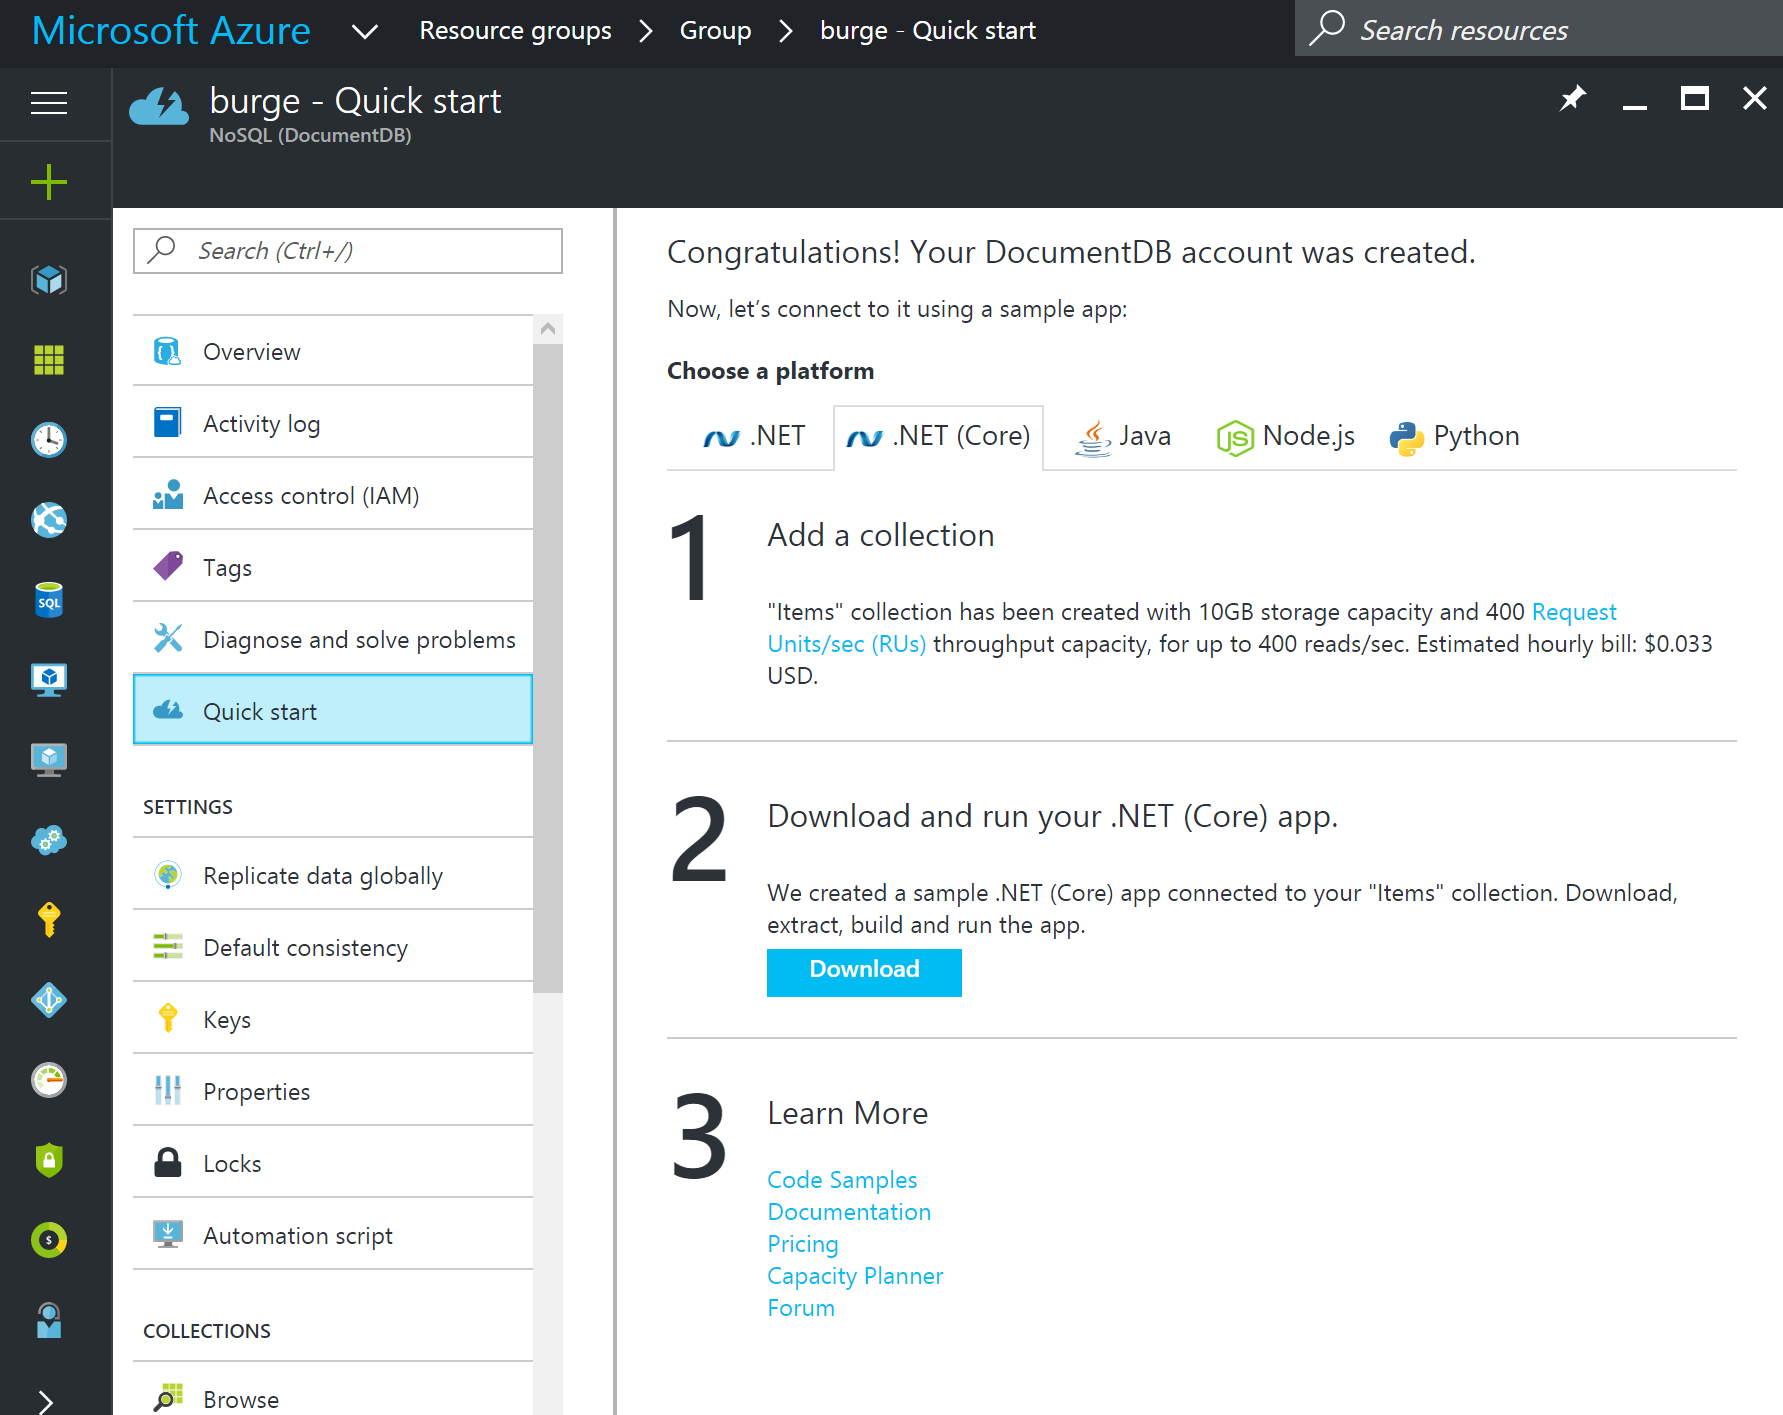 Microsoft Azure
Resource groups
Group
burge - Quick start
Search resources
burge - Quick start
NoSQL (DocumentDB)
Search (Ctrl+/)
Overview
Activity log
Access control (IAM)
Tags
Diagnose and solve problems
Quick start
SETTINGS
Replicate data globally
Default consistency
Keys
Properties
Locks
Automation script
COLLECTIONS
Browse
SQL
$
Congratulations! Your DocumentDB account was created.
Now, let’s connect to it using a sample app:
Choose a platform
.NET
.NET (Core)
Java
JS
Node.js
Python
1
Add a collection
"Items" collection has been created with 10GB storage capacity and 400 Request
Units/sec (RUs) throughput capacity, for up to 400 reads/sec. Estimated hourly bill: $0.033
USD.
2
Download and run your .NET (Core) app.
We created a sample .NET (Core) app connected to your "Items" collection. Download,
extract, build and run the app.
Download
3
Learn More
Code Samples
Documentation
Pricing
Capacity Planner
Forum